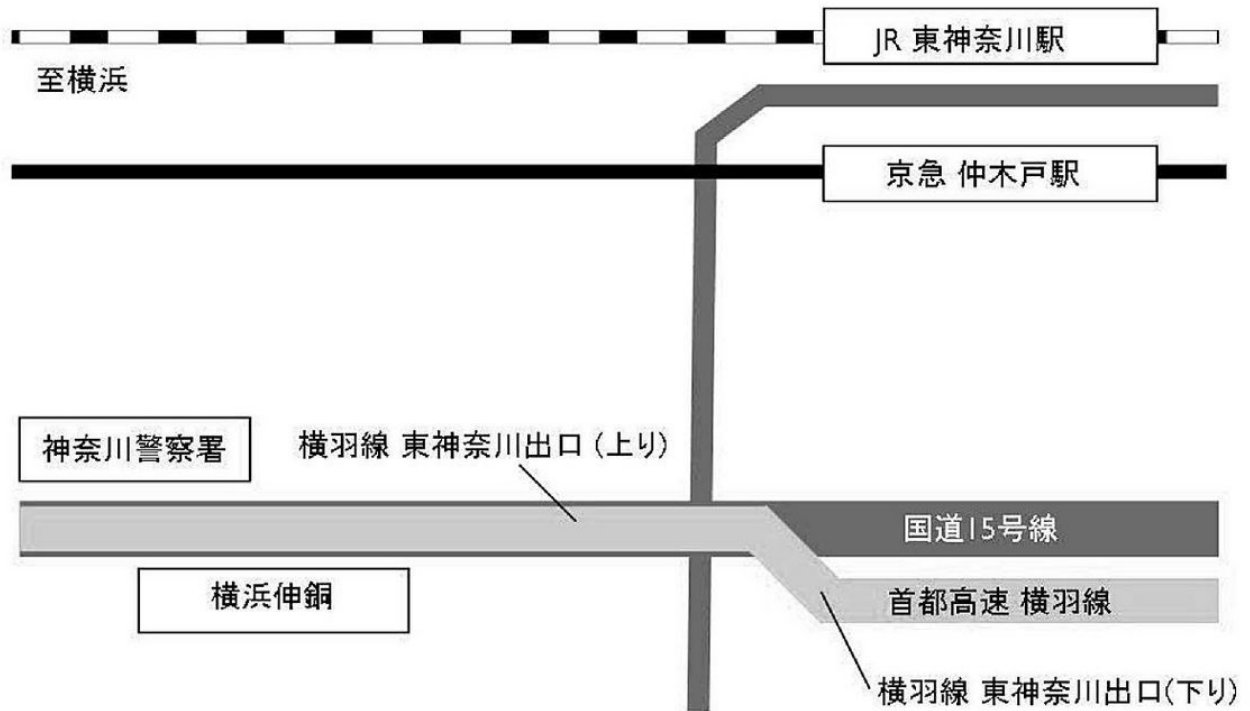 JR 東神奈川駅
至横浜
京急 仲木戸駅
神奈川警察署
横羽線 東神奈川出口 (上り)
国道15号線
横浜伸銅
首都高速 横羽線
横羽線 東神奈川出口(下り)